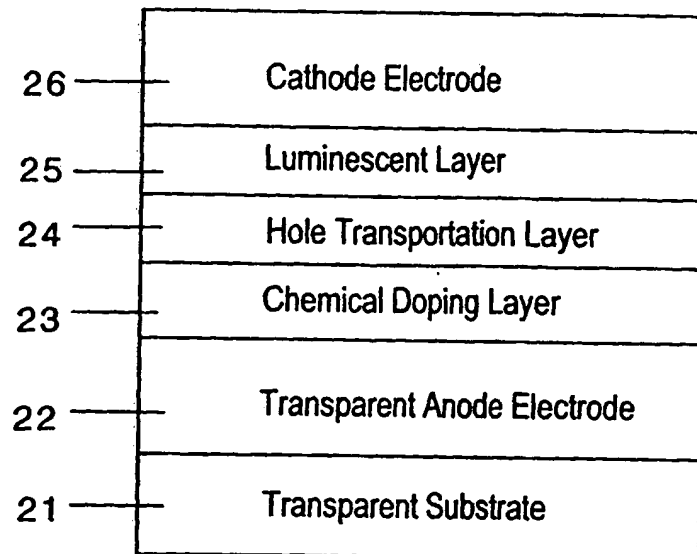 26 Cathode Electrode
25 Luminescent Layer
24 Hole Transportation Layer
23 Chemical Doping Layer
22 Transparent Anode Electrode
21 Transparent Substrate